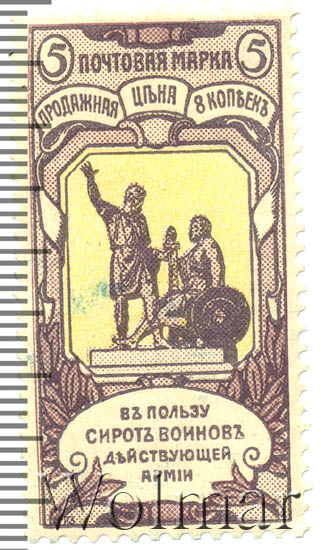 5 ПОЧТОВАЯ МАРКА 5
ПРОДАЖНАЯ ЦѢНА 8 КОПѢЕКЪ
ВЪ ПОЛЬЗУ
СИРОТЪ ВОИНОВЪ
ДѢЙСТВУЮЩЕЙ
АРМІИ
Wolmar